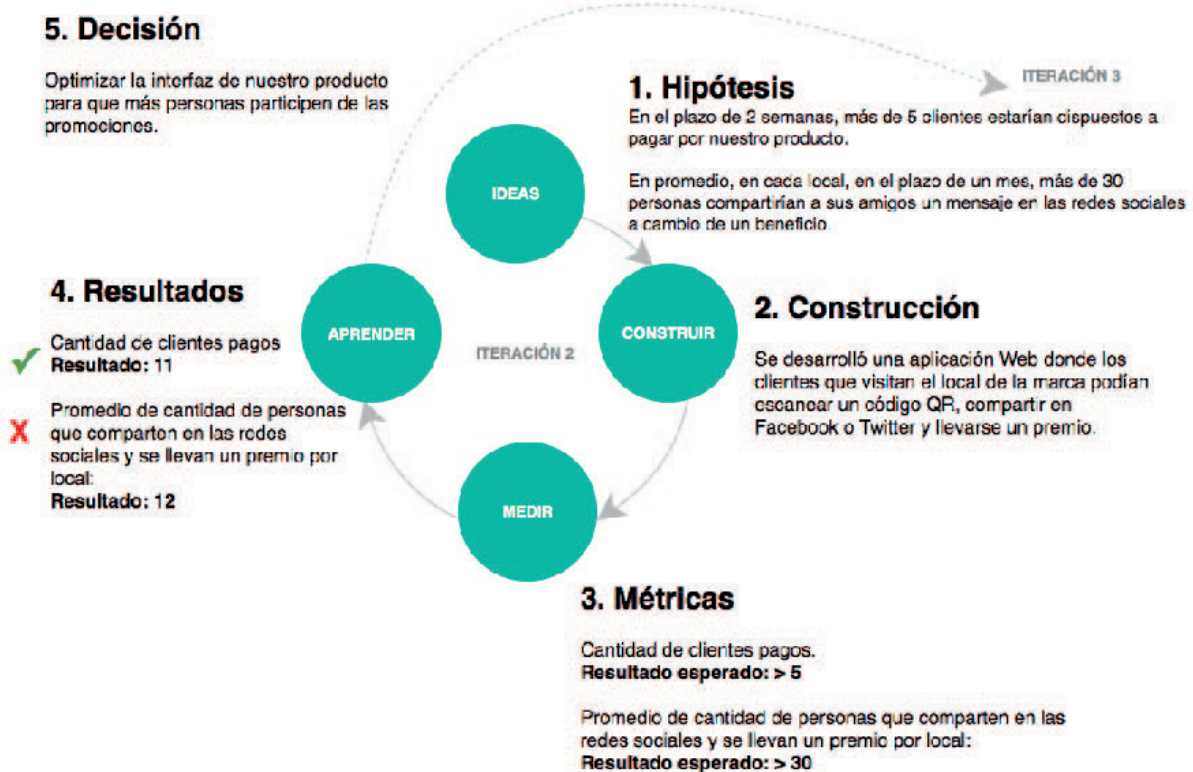 5. Decisión
Optimizar la interfaz de nuestro producto
para que más personas participen de las
promociones.
ITERACIÓN 3
1. Hipótesis
En el plazo de 2 semanas, más de 5 clientes estarían dispuestos a
pagar por nuestro producto.
En promedio, en cada local, en el plazo de un mes, más de 30
personas compartirían a sus amigos un mensaje en las redes sociales
a cambio de un beneficio.
IDEAS
4. Resultados
Cantidad de clientes pagos
Resultado: 11
Promedio de cantidad de personas
que comparten en las redes
sociales y se llevan un premio por
local:
Resultado: 12
APRENDER
ITERACIÓN 2
CONSTRUIR
2. Construcción
Se desarrolló una aplicación Web donde los
clientes que visitan el local de la marca podían
escanear un código QR, compartir en
Facebook o Twitter y llevarse un premio.
MEDIR
3. Métricas
Cantidad de clientes pagos.
Resultado esperado: > 5
Promedio de cantidad de personas que comparten en las
redes sociales y se llevan un premio por local:
Resultado esperado: > 30